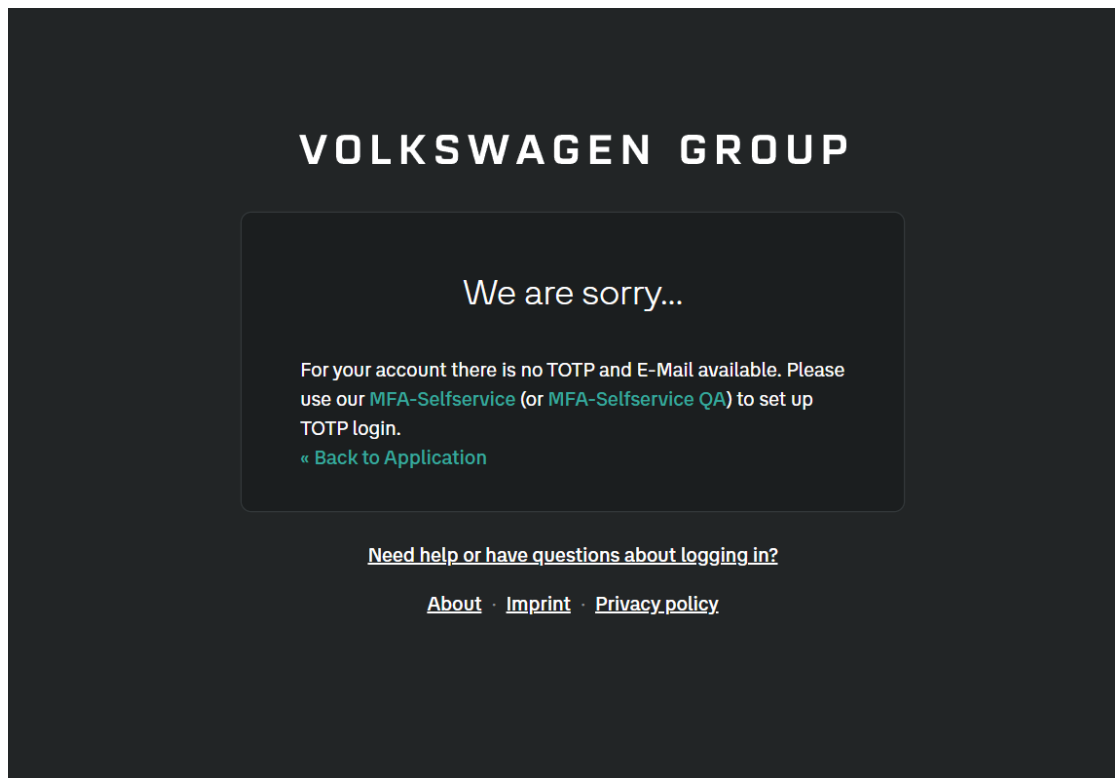 VOLKSWAGEN GROUP
We are sorry...
For your account there is no TOTP and E-Mail available. Please
use our MFA-Selfservice (or MFA-Selfservice QA) to set up
TOTP login.
« Back to Application
Need help or have questions about logging in?
About · Imprint · Privacy policy